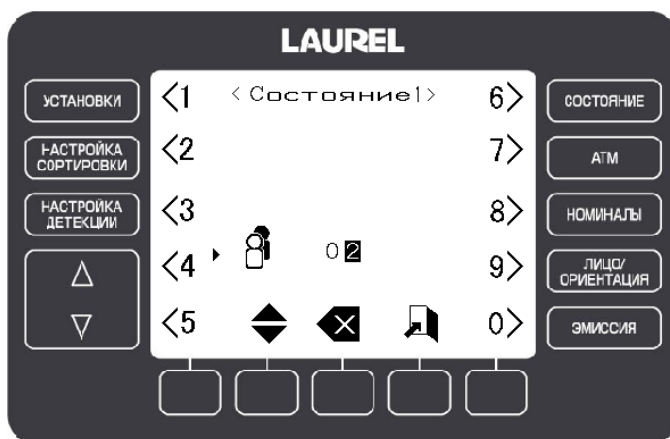 LAUREL
УСТАНОВКИ
НАСТРОЙКА
СОРТИРОВКИ
НАСТРОЙКА
ДЕТЕКЦИИ
<1 <Состояние1> 6>
<2 7>
<3 8>
<4 02 9>
<5 0>
СОСТОЯНИЕ
АТМ
НОМИНАЛЫ
ЛИЦО/
ОРИЕНТАЦИЯ
ЭМИССИЯ